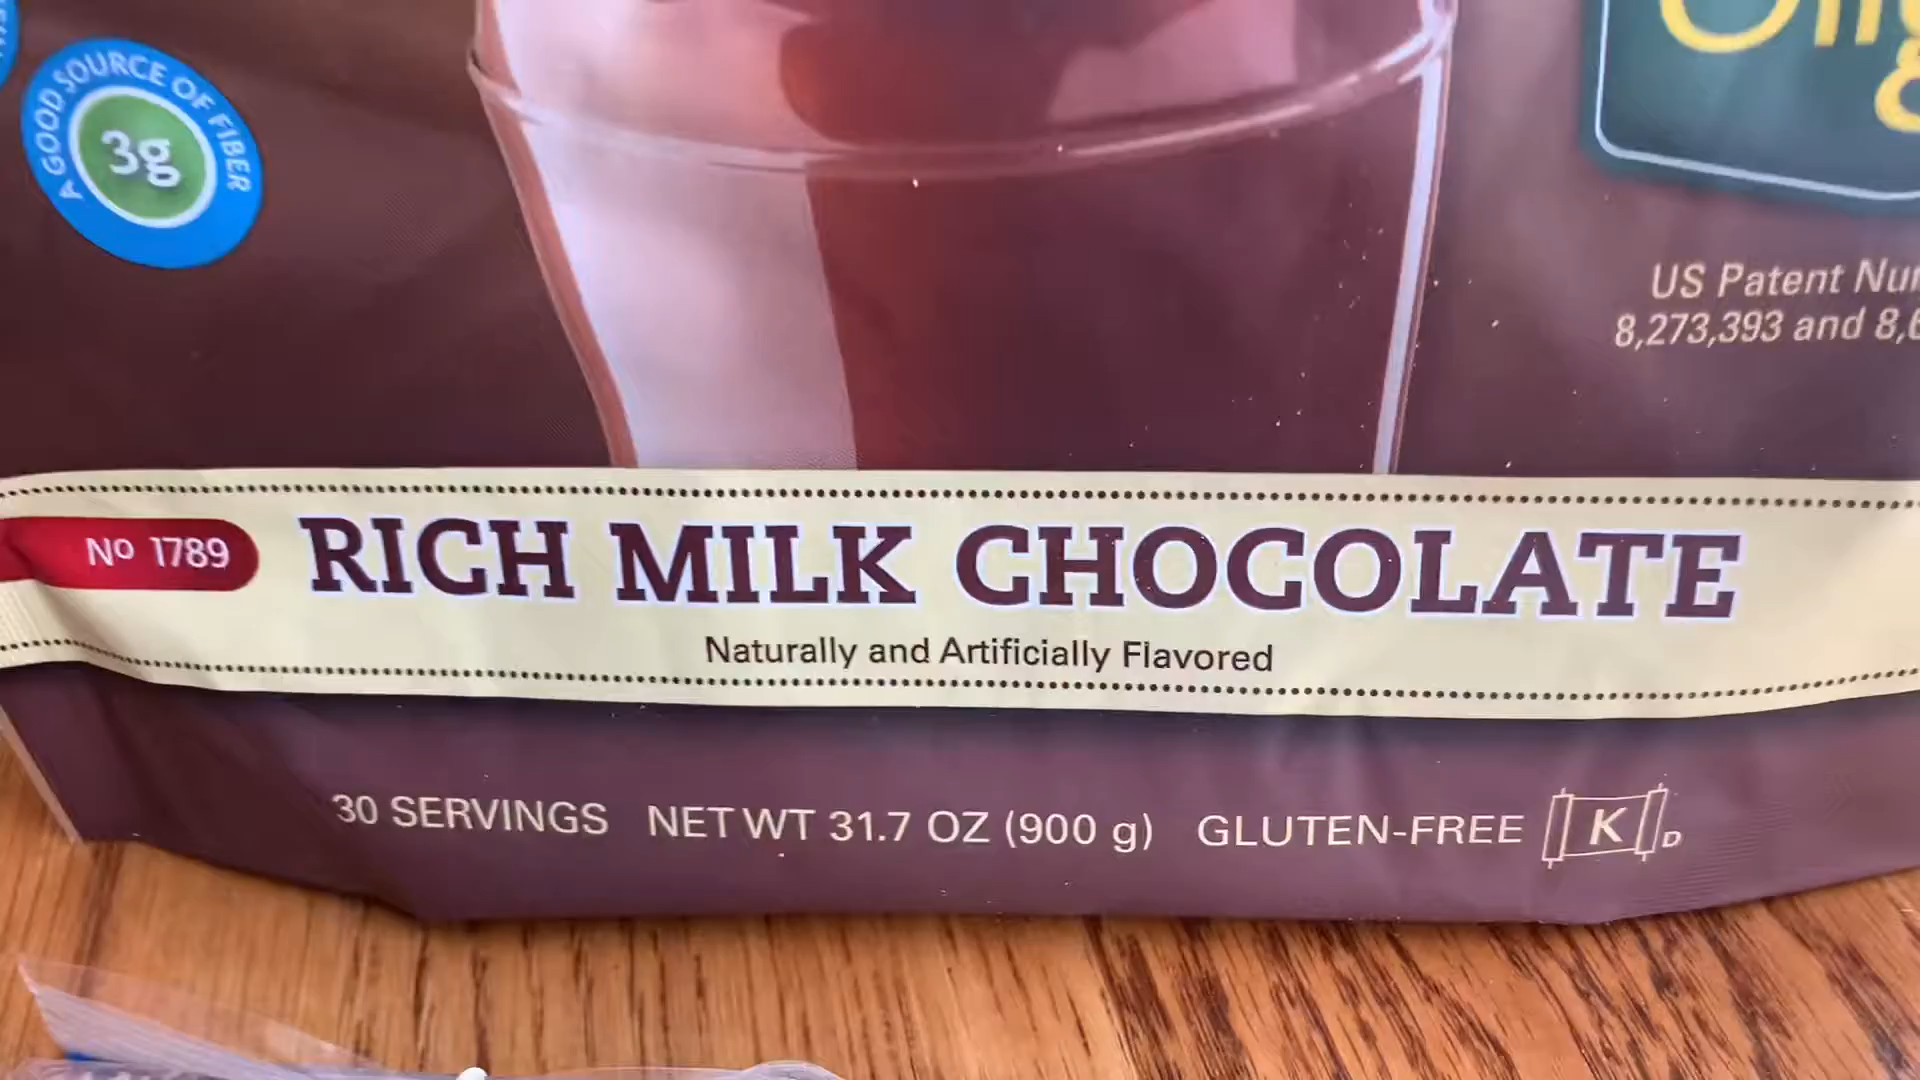 A GOOD SOURCE OF FIBER
3g
US Patent
8,273,393 and
Nº 1789
RICH MILK CHOCOLATE
Naturally and Artificially Flavored
30 SERVINGS NET WT 31.7 OZ (900 g) GLUTEN-FREE K D